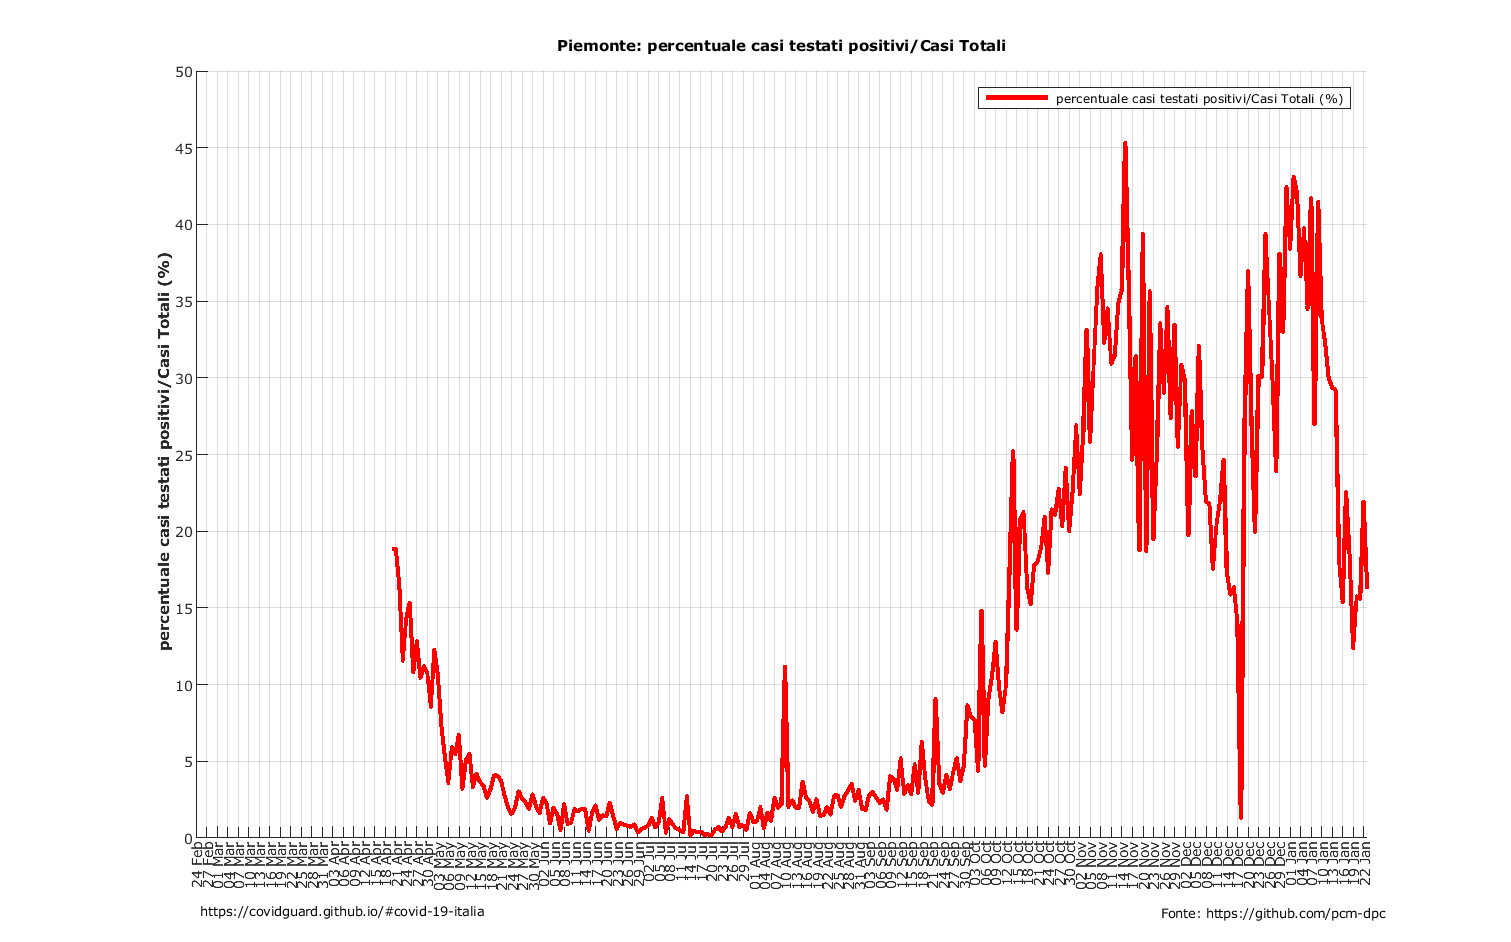 Piemonte: percentuale casi testati positivi/Casi Totali
percentuale casi testati positivi/Casi Totali (%)
percentuale casi testati positivi/Casi Totali (%)
50
45
40
35
30
25
20
15
10
5
0
24 Feb
27 Feb
01 Mar
04 Mar
07 Mar
10 Mar
13 Mar
16 Mar
19 Mar
22 Mar
25 Mar
28 Mar
31 Mar
03 Apr
06 Apr
09 Apr
12 Apr
15 Apr
18 Apr
21 Apr
24 Apr
27 Apr
30 Apr
03 May
06 May
09 May
12 May
15 May
18 May
21 May
24 May
27 May
30 May
02 Jun
05 Jun
08 Jun
11 Jun
14 Jun
17 Jun
20 Jun
23 Jun
26 Jun
29 Jun
02 Jul
05 Jul
08 Jul
11 Jul
14 Jul
17 Jul
20 Jul
23 Jul
26 Jul
29 Jul
01 Aug
04 Aug
07 Aug
10 Aug
13 Aug
16 Aug
19 Aug
22 Aug
25 Aug
28 Aug
31 Aug
03 Sep
06 Sep
09 Sep
12 Sep
15 Sep
18 Sep
21 Sep
24 Sep
27 Sep
30 Sep
03 Oct
06 Oct
09 Oct
12 Oct
15 Oct
18 Oct
21 Oct
24 Oct
27 Oct
30 Oct
02 Nov
05 Nov
08 Nov
11 Nov
14 Nov
17 Nov
20 Nov
23 Nov
26 Nov
29 Nov
02 Dec
05 Dec
08 Dec
11 Dec
14 Dec
17 Dec
20 Dec
23 Dec
26 Dec
29 Dec
01 Jan
04 Jan
07 Jan
10 Jan
13 Jan
16 Jan
19 Jan
22 Jan
https://covidguard.github.io/#covid-19-italia
Fonte: https://github.com/pcm-dpc